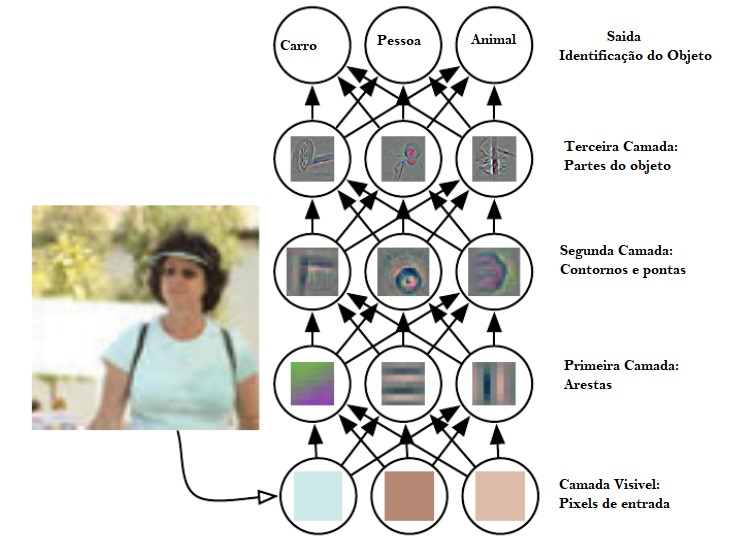 Carro
Pessoa
Animal
Saida
Identificação do Objeto
Terceira Camada:
Partes do objeto
Segunda Camada:
Contornos e pontas
Primeira Camada:
Arestas
Camada Visivel:
Pixels de entrada